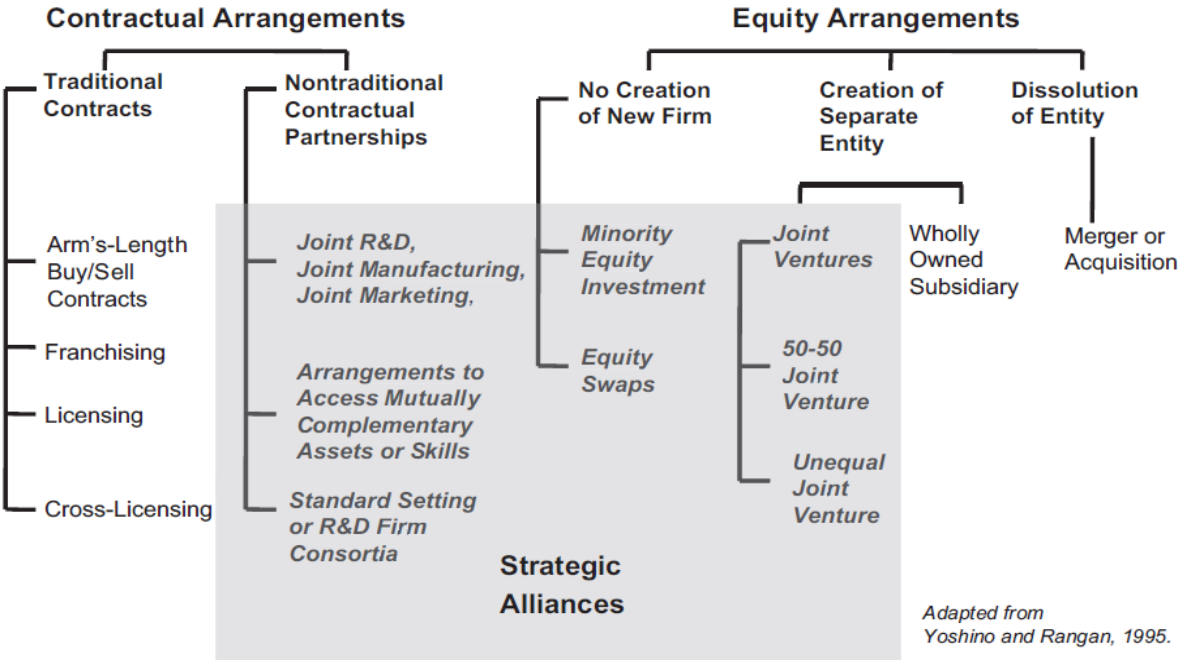 Contractual Arrangements
Equity Arrangements
Traditional
Contracts
Nontraditional
Contractual
Partnerships
No Creation
of New Firm
Creation of
Separate
Entity
Dissolution
of Entity
Arm's-Length
Buy/Sell
Contracts
Franchising
Licensing
Cross-Licensing
Joint R&D,
Joint Manufacturing,
Joint Marketing,
Arrangements to
Access Mutually
Complementary
Assets or Skills
Standard Setting
or R&D Firm
Consortia
Minority
Equity
Investment
Equity
Swaps
Joint
Ventures
50-50
Joint
Venture
Unequal
Joint
Venture
Wholly
Owned
Subsidiary
Merger or
Acquisition
Strategic
Alliances
Adapted from
Yoshino and Rangan, 1995.